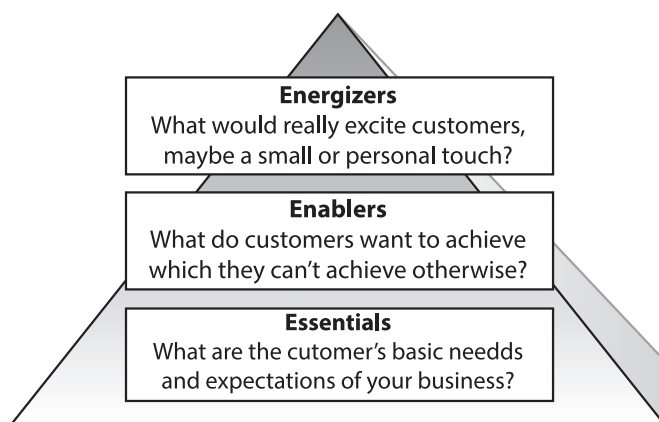 Energizers
What would really excite customers,
maybe a small or personal touch?
Enablers
What do customers want to achieve
which they can't achieve otherwise?
Essentials
What are the cutomer's basic needds
and expectations of your business?